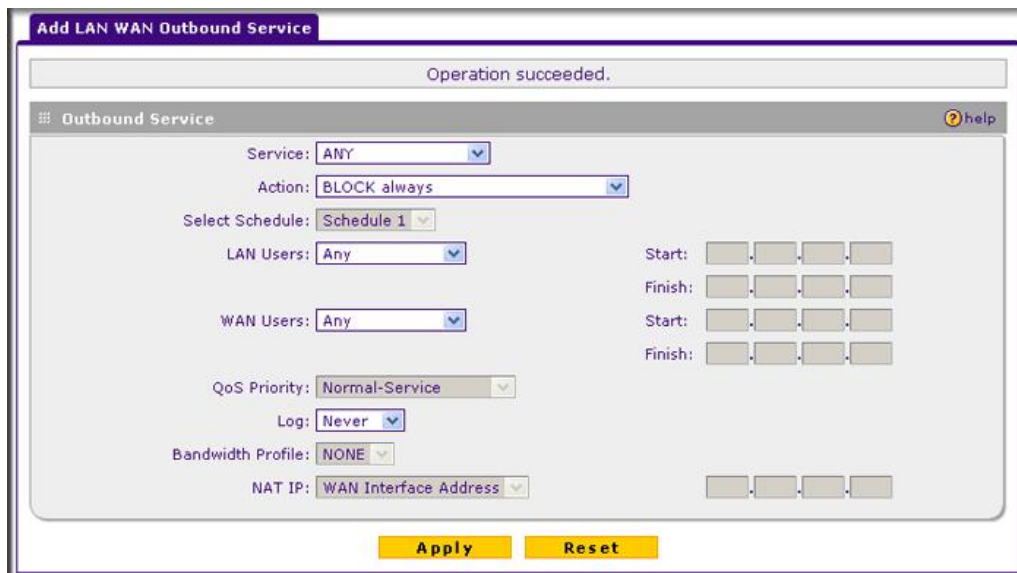 Add LAN WAN Outbound Service
Operation succeeded.
Outbound Service
? help
Service: ANY
Action: BLOCK always
Select Schedule: Schedule 1
LAN Users: Any Start: . . .
Finish: . . .
WAN Users: Any Start: . . .
Finish: . . .
QoS Priority: Normal-Service
Log: Never
Bandwidth Profile: NONE
NAT IP: WAN Interface Address . . .
Apply Reset